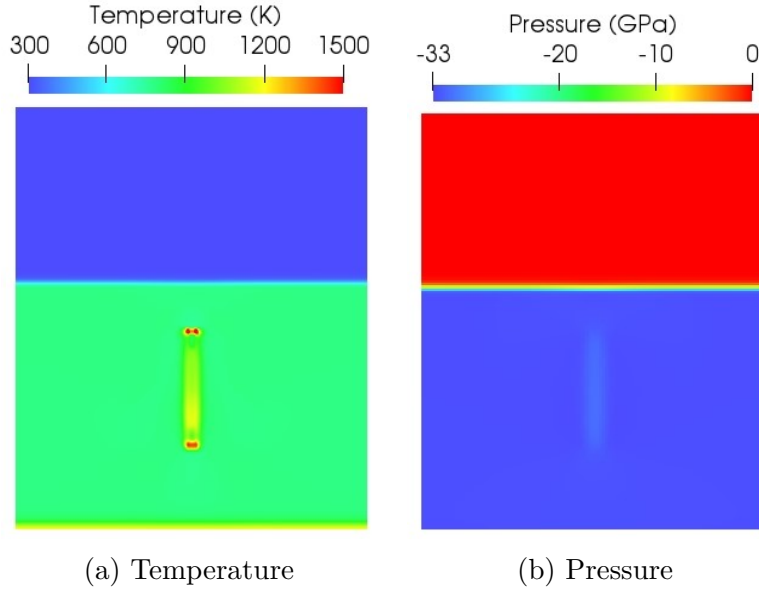 Temperature (K)
300 600 900 1200 1500
Pressure (GPa)
-33 -20 -10 0
(a) Temperature
(b) Pressure